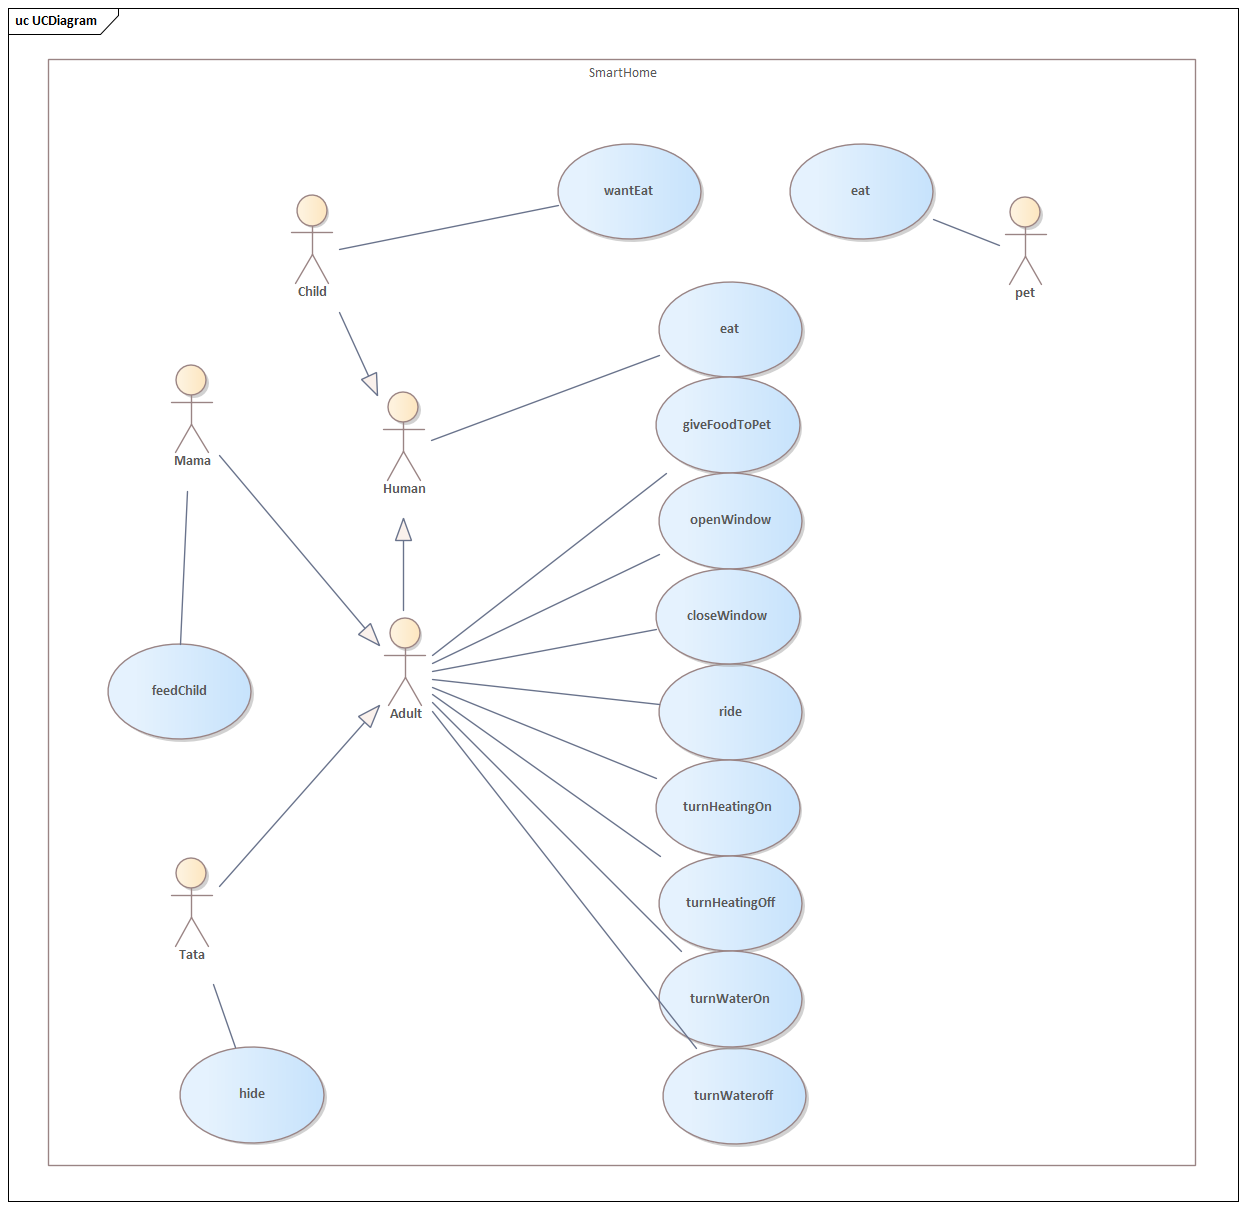 uc UCDiagram
SmartHome
wantEat
eat
Child
pet
eat
Mama
giveFoodToPet
Human
openWindow
closeWindow
feedChild
Adult
ride
turnHeatingOn
turnHeatingOff
Tata
turnWaterOn
hide
turnWateroff